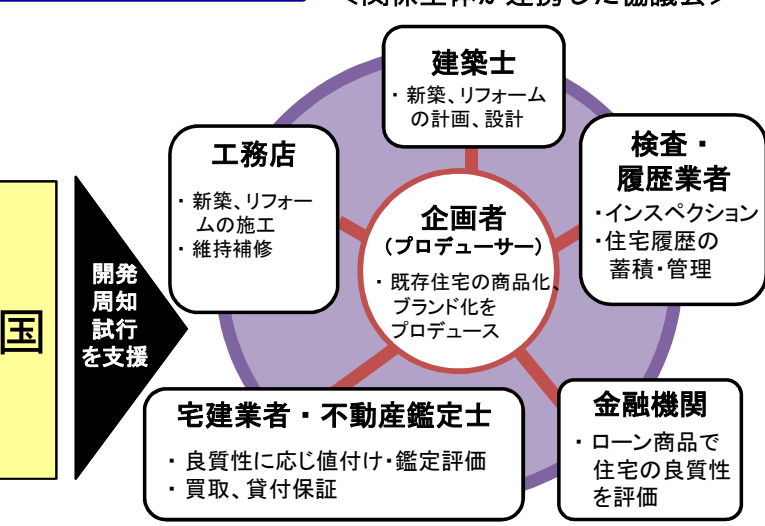 <関係主体が連携した協議会>
建築士
・新築、リフォーム
の計画、設計
工務店
・新築、リフォー
ムの施工
・維持補修
検査・
履歴業者
・インスペクション
・住宅履歴の
蓄積・管理
企画者
(プロデューサー)
・既存住宅の商品化、
ブランド化を
プロデュース
国
開発
周知
試行
を支援
宅建業者・不動産鑑定士
・良質性に応じ値付け・鑑定評価
・買取、貸付保証
金融機関
・ローン商品で
住宅の良質性
を評価